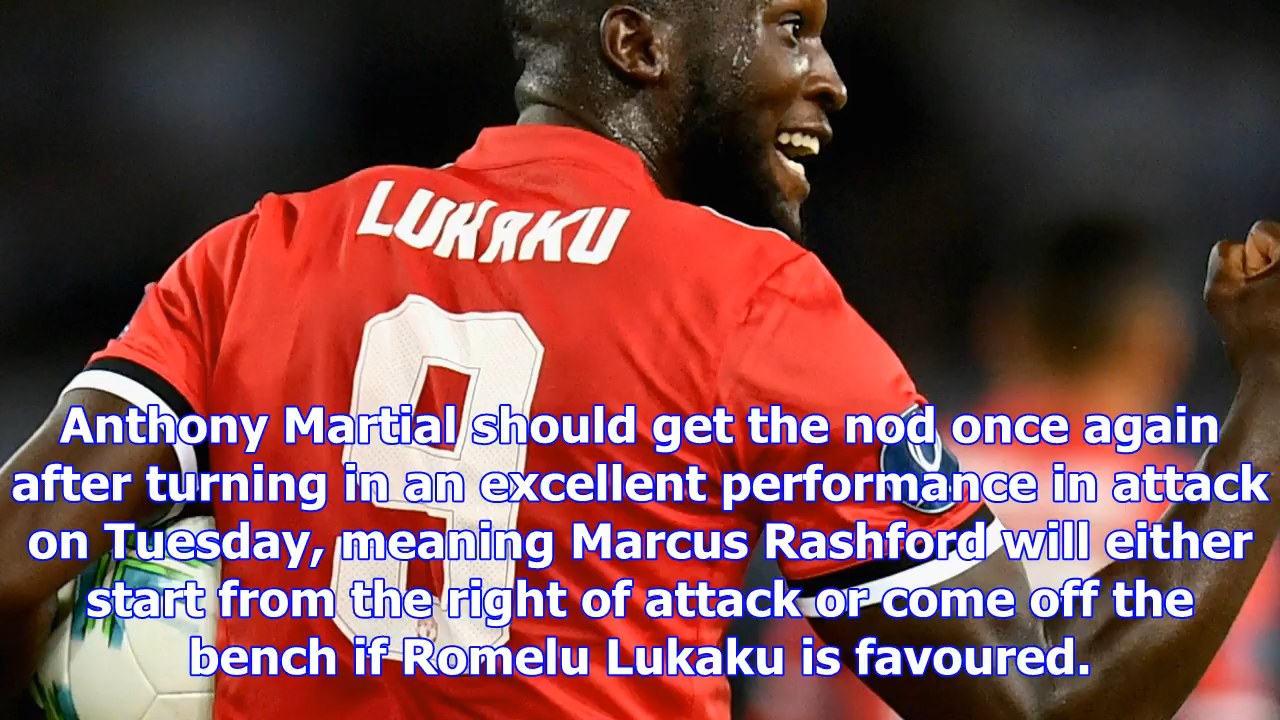 LUKAKU
9
Anthony Martial should get the nod once again
after turning in an excellent performance in attack
on Tuesday, meaning Marcus Rashford will either
start from the right of attack or come off the
bench if Romelu Lukaku is favoured.